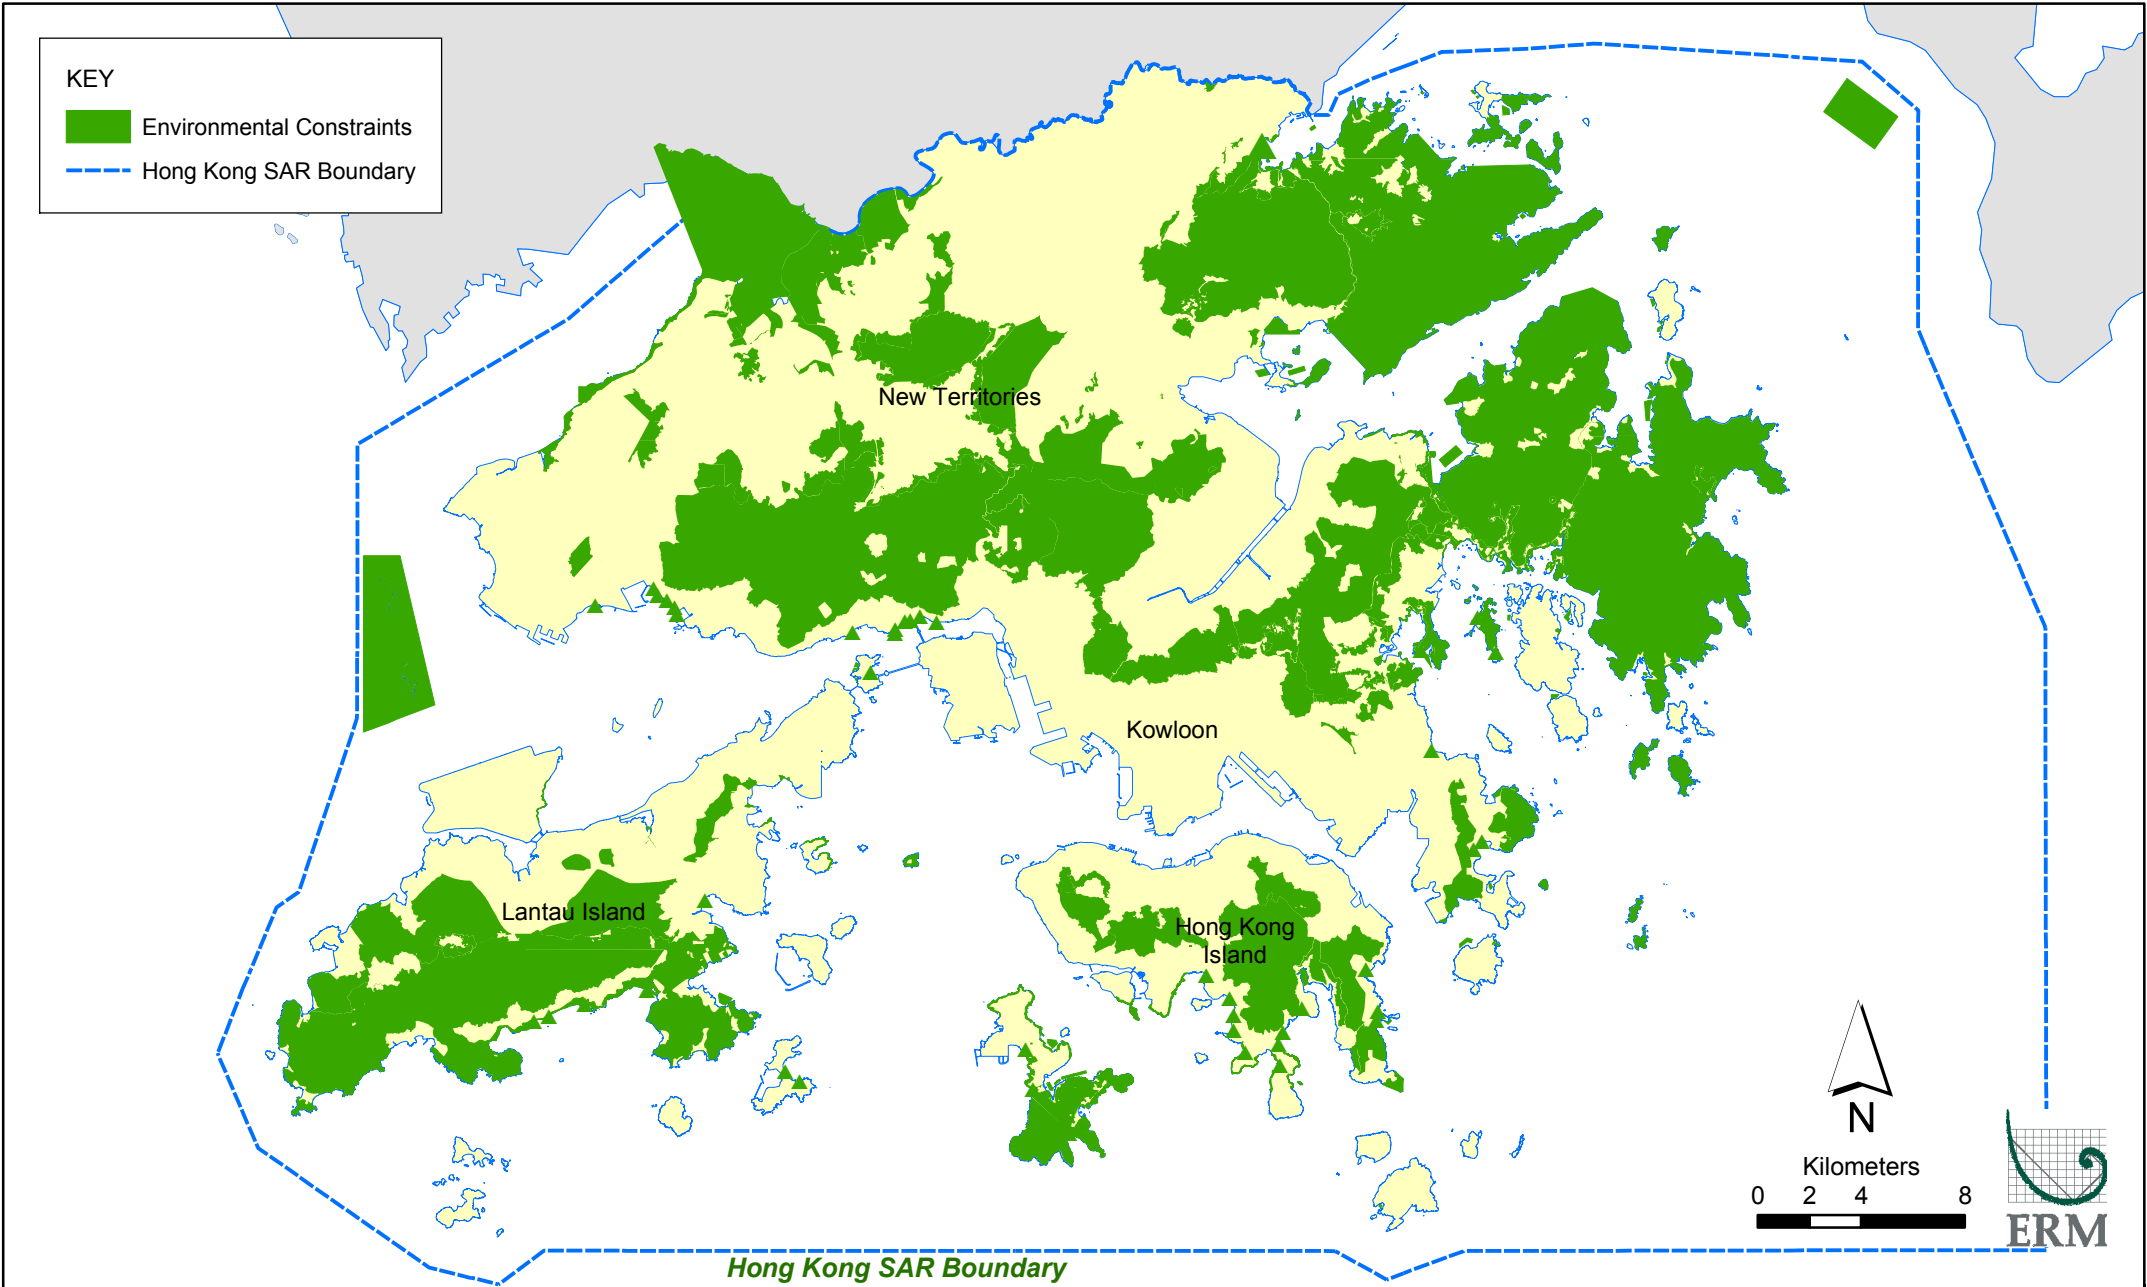 KEY
Environmental Constraints
Hong Kong SAR Boundary
New Territories
Kowloon
Lantau Island
Hong Kong
Island
N
Kilometers
0 2 4 8
ERM
Hong Kong SAR Boundary